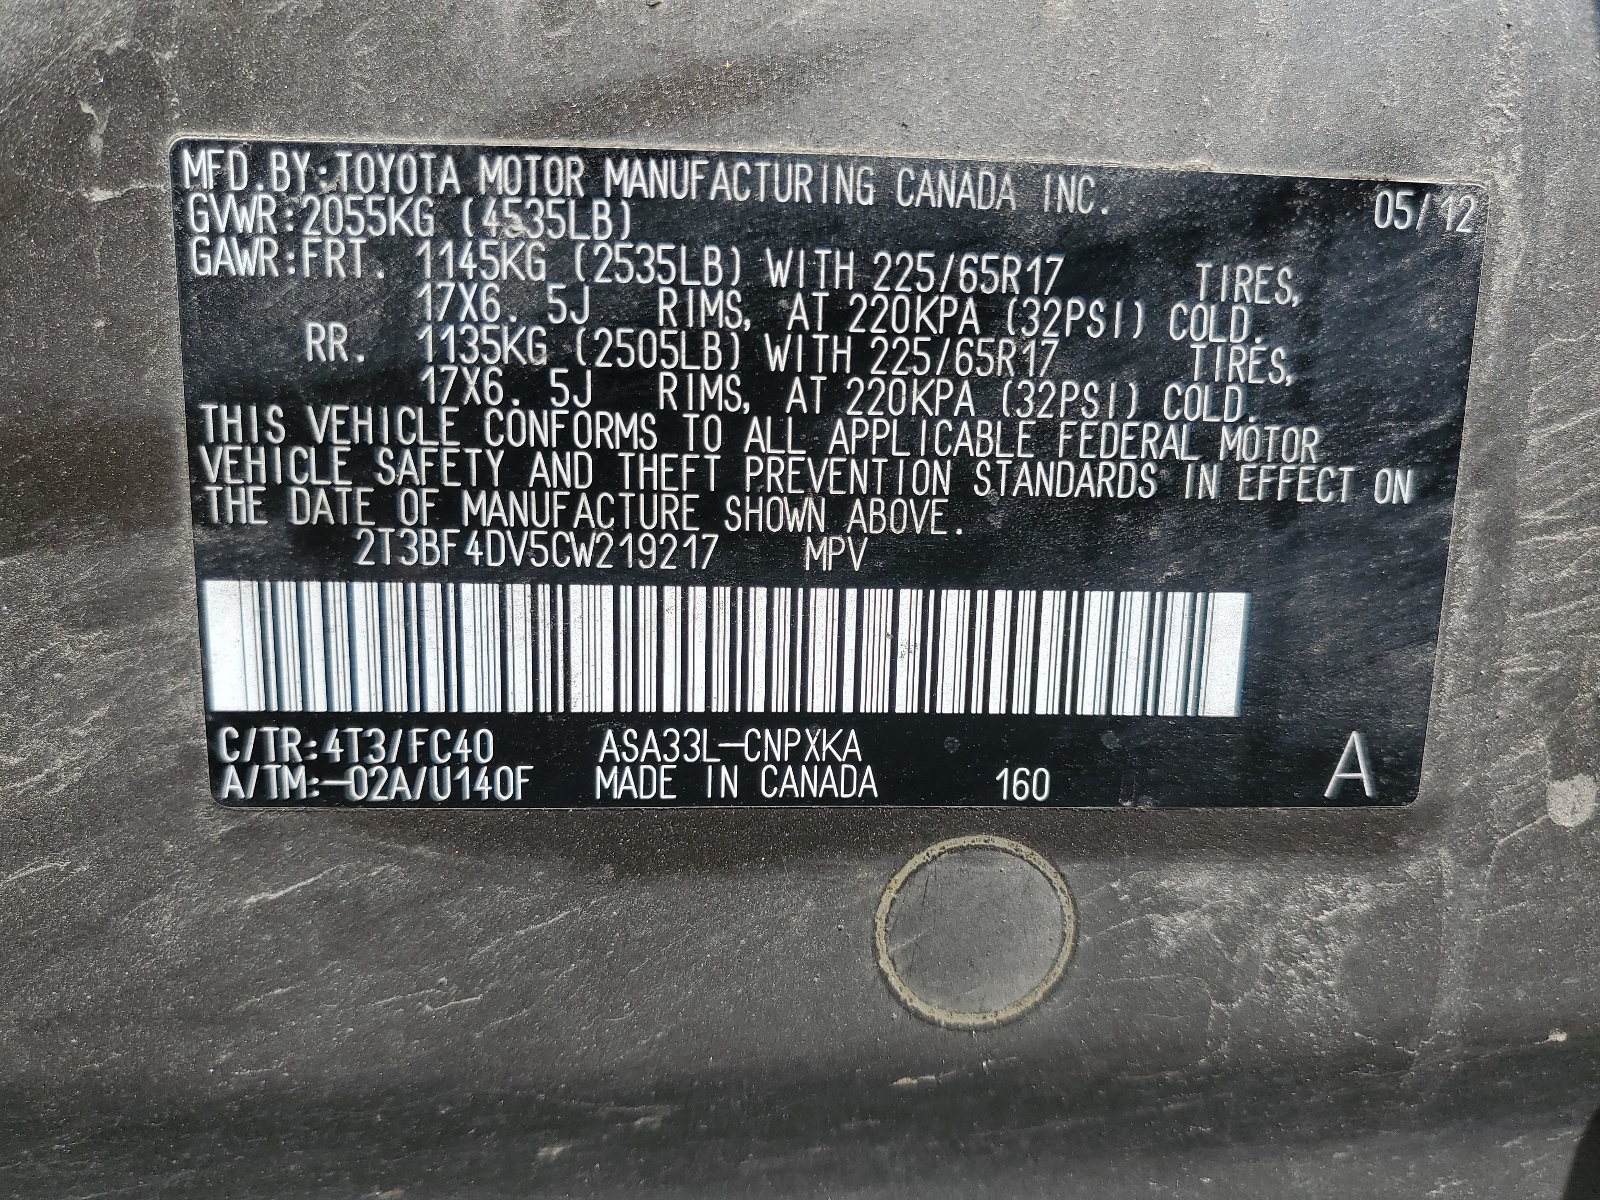 MFD.BY:TOYOTA MOTOR MANUFACTURING CANADA INC. 05/12
GVWR:2055KG (4535LB)
GAWR:FRT. 1145KG (2535LB) WITH 225/65R17 TIRES,
17X6. 5J RIMS, AT 220KPA (32PSI) COLD.
RR. 1135KG (2505LB) WITH 225/65R17 TIRES,
17X6. 5J RIMS, AT 220KPA (32PSI) COLD.
THIS VEHICLE CONFORMS TO ALL APPLICABLE FEDERAL MOTOR
VEHICLE SAFETY AND THEFT PREVENTION STANDARDS IN EFFECT ON
THE DATE OF MANUFACTURE SHOWN ABOVE.
2T3BF4DV5CW219217 MPV
C/TR:4T3/FC40 ASA33L-CNPXKA
A/TM:-02A/U140F MADE IN CANADA 160 A